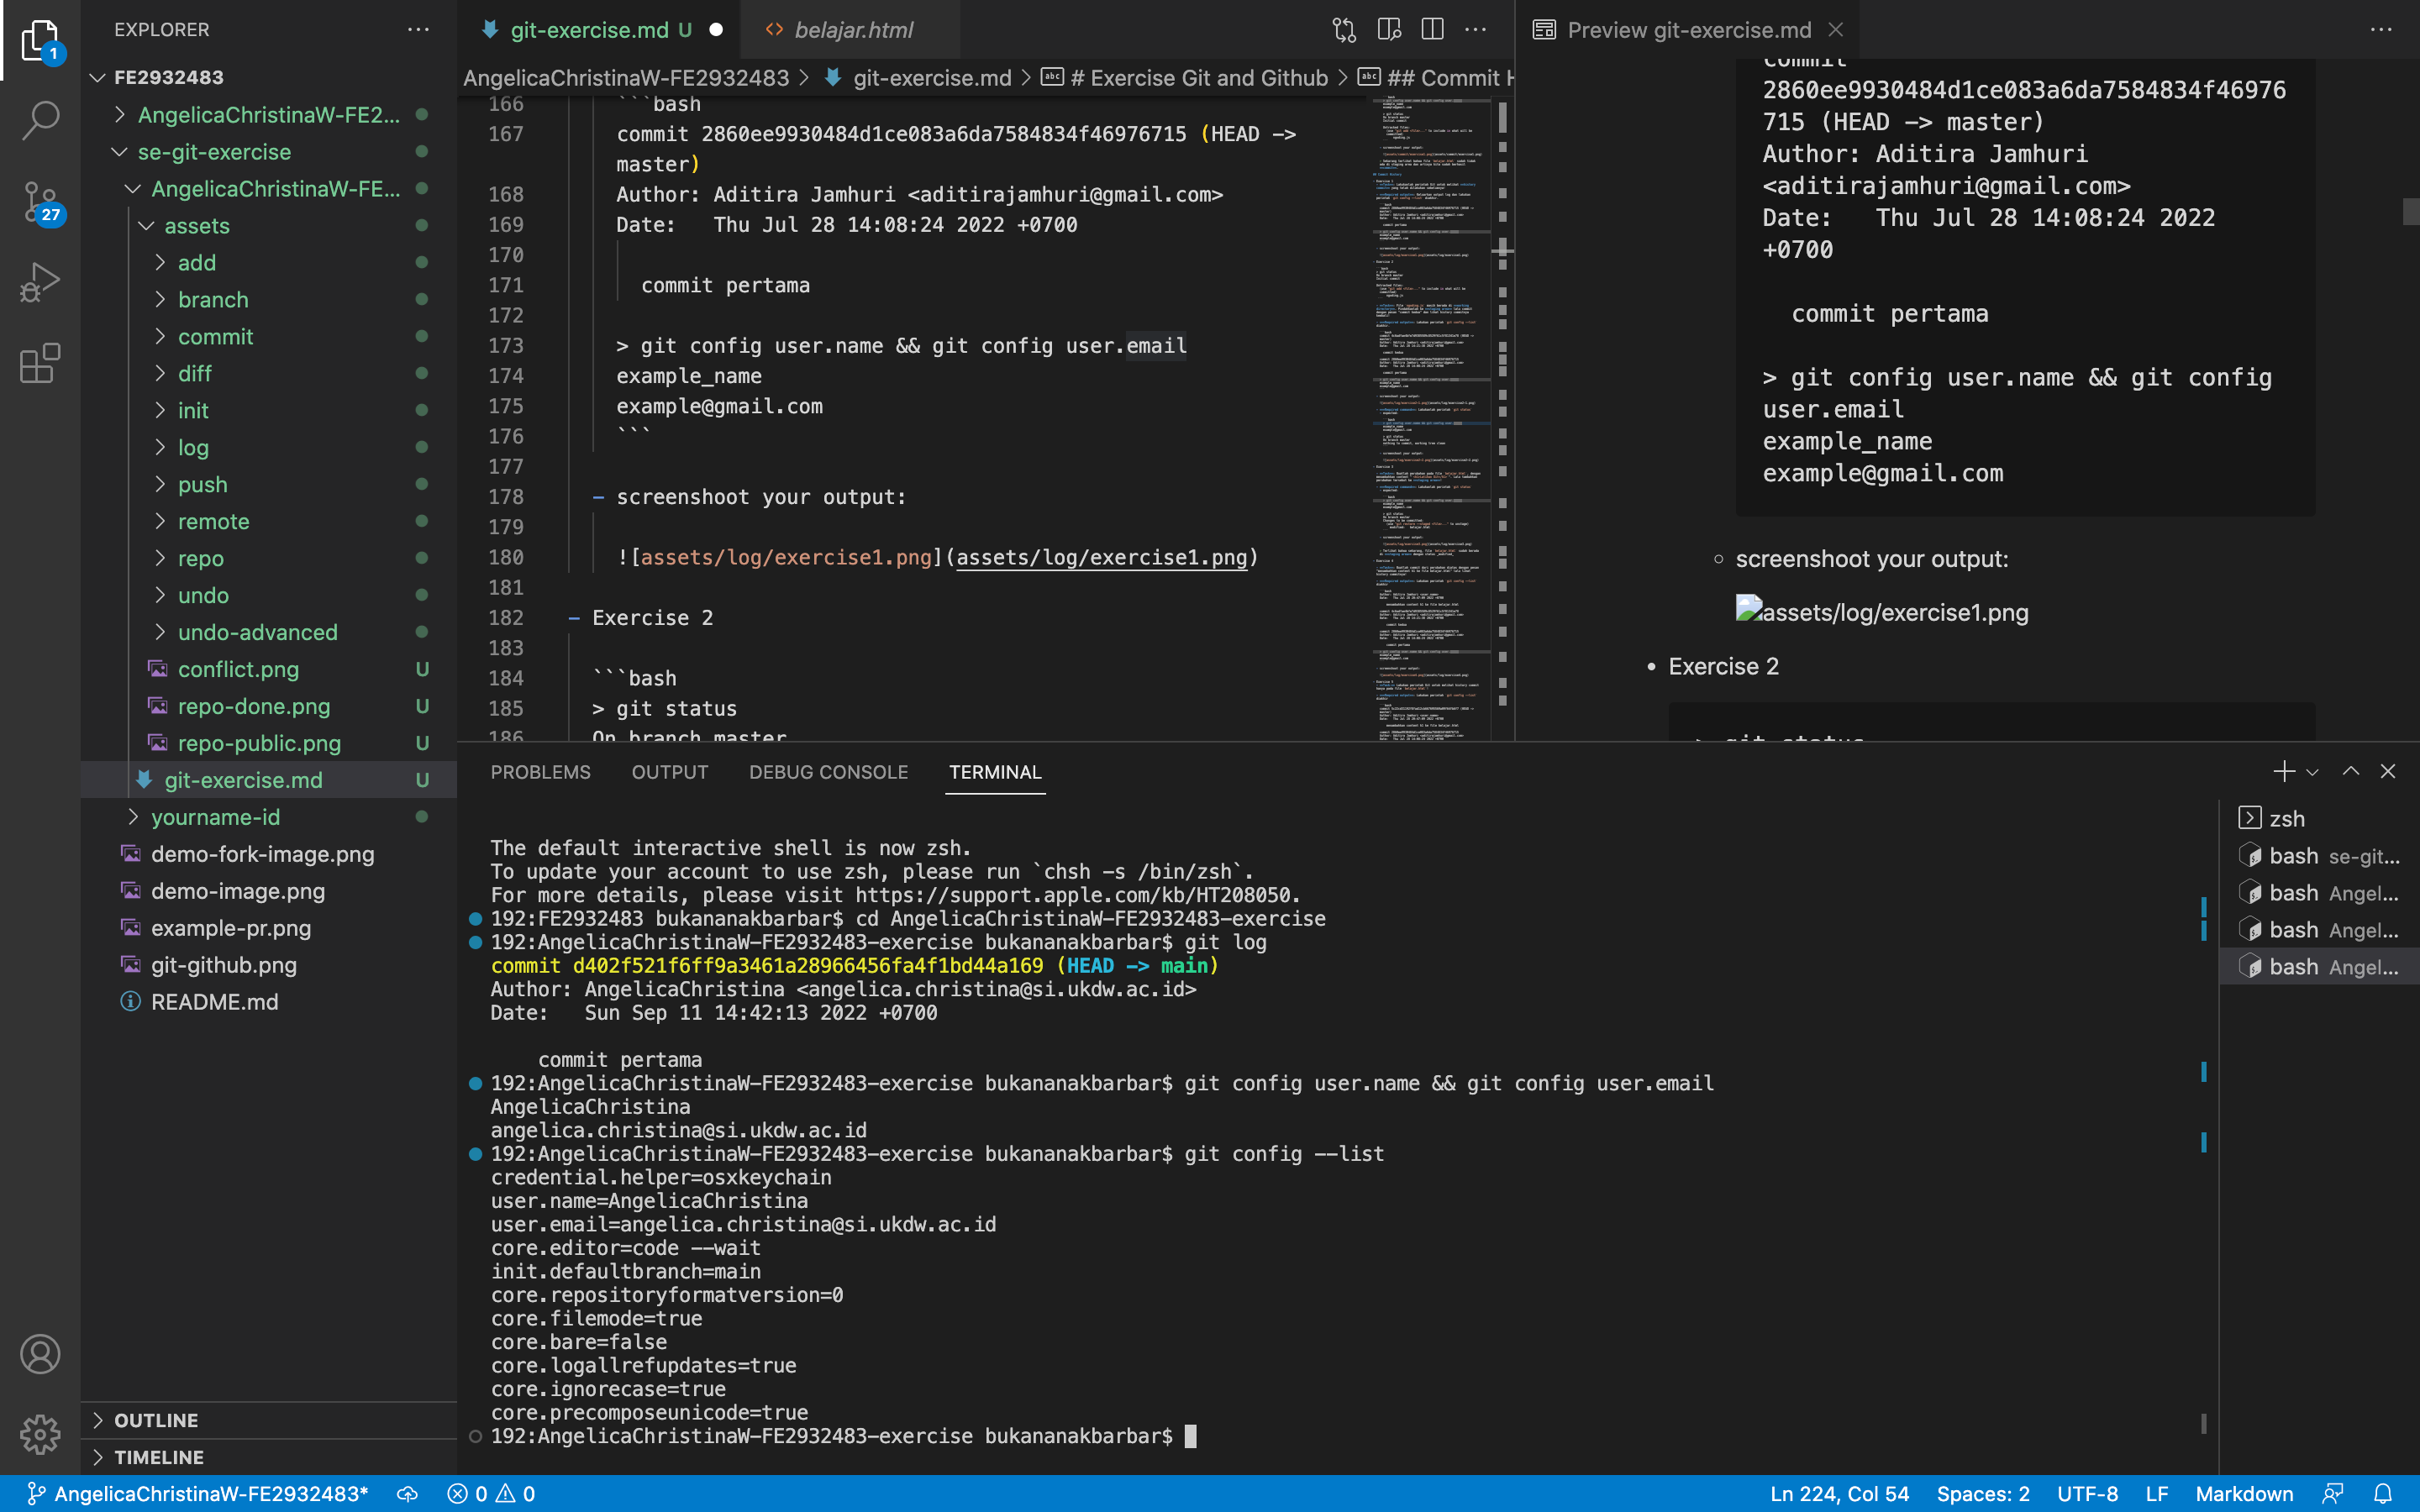 EXPLORER
FE2932483
AngelicaChristinaW-FE2...
se-git-exercise
AngelicaChristinaW-FE...
assets
add
branch
commit
diff
init
log
push
remote
repo
undo
undo-advanced
conflict.png U
repo-done.png U
repo-public.png U
git-exercise.md U
yourname-id
demo-fork-image.png
demo-image.png
example-pr.png
git-github.png
README.md
OUTLINE
TIMELINE
1
27
git-exercise.md U
belajar.html
AngelicaChristinaW-FE2932483 > git-exercise.md > # Exercise Git and Github > ## Commit H
166 ```bash
167 commit 2860ee9930484d1ce083a6da7584834f46976715 (HEAD ->
master)
168 Author: Aditira Jamhuri <aditirajamhuri@gmail.com>
169 Date:   Thu Jul 28 14:08:24 2022 +0700
170
171 commit pertama
172
173 > git config user.name && git config user.email
174 example_name
175 example@gmail.com
176 ```
177
178 - screenshoot your output:
179
180 ![assets/log/exercise1.png](assets/log/exercise1.png)
181
182 - Exercise 2
183
184 ```bash
185 > git status
186 On branch master
Preview git-exercise.md
commit
2860ee9930484d1ce083a6da7584834f46976
715 (HEAD -> master)
Author: Aditira Jamhuri
<aditirajamhuri@gmail.com>
Date:   Thu Jul 28 14:08:24 2022
+0700
commit pertama
> git config user.name && git config
user.email
example_name
example@gmail.com
screenshoot your output:
assets/log/exercise1.png
Exercise 2
> git status
PROBLEMS OUTPUT DEBUG CONSOLE TERMINAL
The default interactive shell is now zsh.
To update your account to use zsh, please run `chsh -s /bin/zsh`.
For more details, please visit https://support.apple.com/kb/HT208050.
192:FE2932483 bukananakbarbar$ cd AngelicaChristinaW-FE2932483-exercise
192:AngelicaChristinaW-FE2932483-exercise bukananakbarbar$ git log
commit d402f521f6ff9a3461a28966456fa4f1bd44a169 (HEAD -> main)
Author: AngelicaChristina <angelica.christina@si.ukdw.ac.id>
Date:   Sun Sep 11 14:42:13 2022 +0700
commit pertama
192:AngelicaChristinaW-FE2932483-exercise bukananakbarbar$ git config user.name && git config user.email
AngelicaChristina
angelica.christina@si.ukdw.ac.id
192:AngelicaChristinaW-FE2932483-exercise bukananakbarbar$ git config --list
credential.helper=osxkeychain
user.name=AngelicaChristina
user.email=angelica.christina@si.ukdw.ac.id
core.editor=code --wait
init.defaultbranch=main
core.repositoryformatversion=0
core.filemode=true
core.bare=false
core.logallrefupdates=true
core.ignorecase=true
core.precomposeunicode=true
192:AngelicaChristinaW-FE2932483-exercise bukananakbarbar$
zsh
bash se-git...
bash Angel...
bash Angel...
bash Angel...
AngelicaChristinaW-FE2932483* 0 0 Ln 224, Col 54 Spaces: 2 UTF-8 LF Markdown